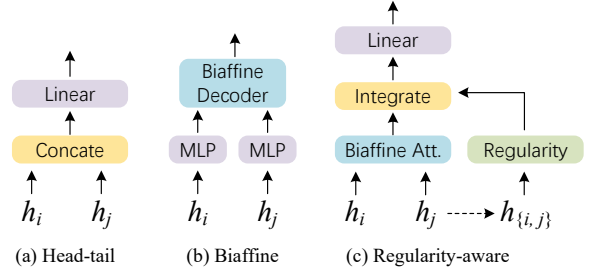 Linear
Concate
h_i h_j
(a) Head-tail
Biaffine
Decoder
MLP MLP
h_i h_j
(b) Biaffine
Linear
Integrate
Biaffine Att. Regularity
h_i h_j h_{i, j}
(c) Regularity-aware